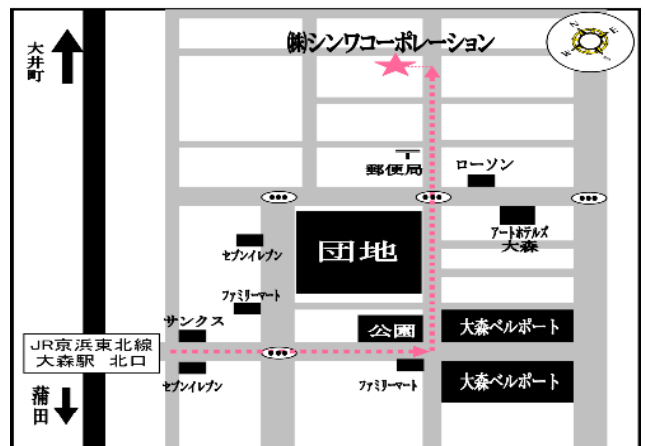 大井町
㈱シンワコーポレーション
〒
郵便局
ローソン
アートホテルズ
大森
団地
セブンイレブン
ファミリーマート
サンクス
公園
大森ベルポート
JR京浜東北線
大森駅 北口
セブンイレブン
ファミリーマート
大森ベルポート
蒲田